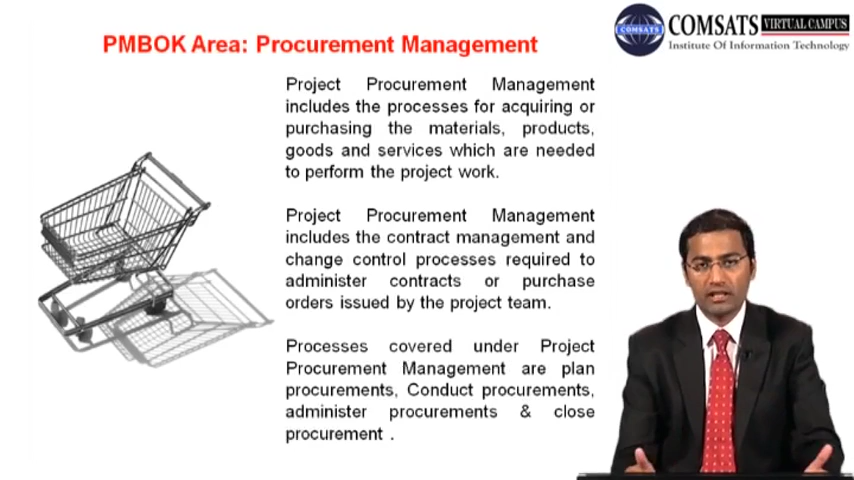 PMBOK Area: Procurement Management
COMSATS VIRTUAL CAMPUS
Institute Of Information Technology
COMSATS
Project Procurement Management
includes the processes for acquiring or
purchasing the materials, products,
goods and services which are needed
to perform the project work.
Project Procurement Management
includes the contract management and
change control processes required to
administer contracts or purchase
orders issued by the project team.
Processes covered under Project
Procurement Management are plan
procurements, Conduct procurements,
administer procurements & close
procurement .